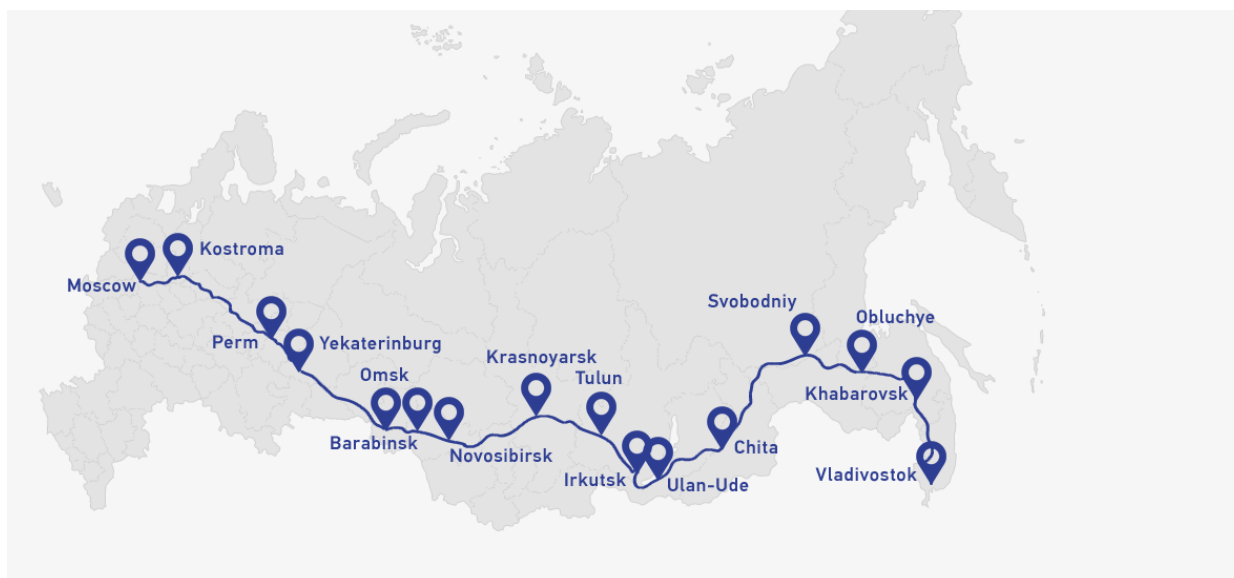 Kostroma
Moscow
Perm
Yekaterinburg
Omsk
Barabinsk
Novosibirsk
Krasnoyarsk
Tulun
Irkutsk
Ulan-Ude
Chita
Svobodniy
Obluchye
Khabarovsk
Vladivostok